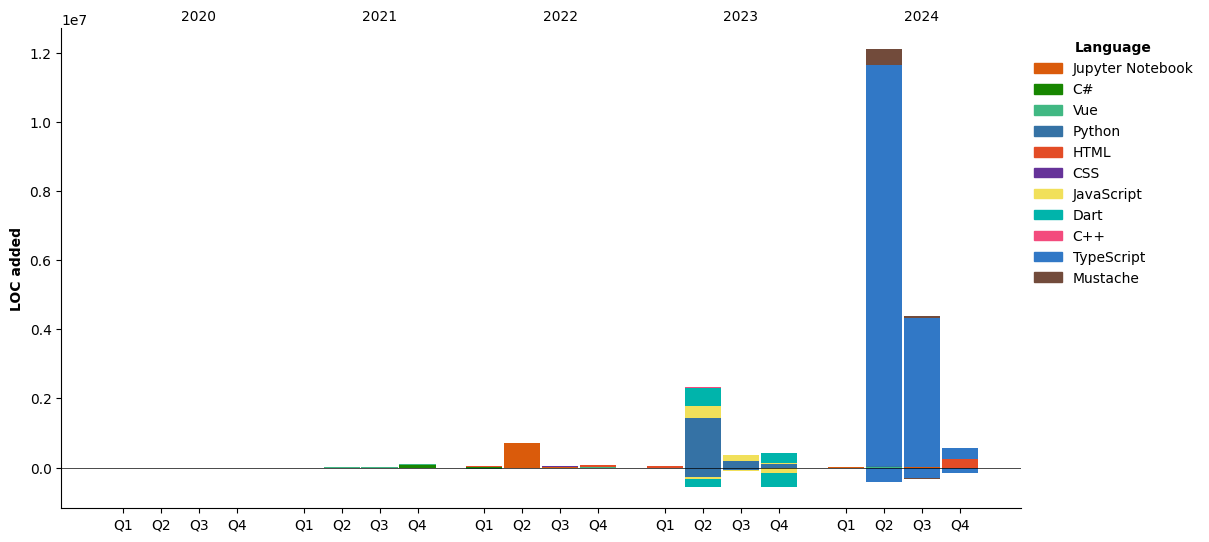 1e7
2020 2021 2022 2023 2024
LOC added
1.2
1.0
0.8
0.6
0.4
0.2
0.0
Q1 Q2 Q3 Q4 Q1 Q2 Q3 Q4 Q1 Q2 Q3 Q4 Q1 Q2 Q3 Q4 Q1 Q2 Q3 Q4
Language
Jupyter Notebook
C#
Vue
Python
HTML
CSS
JavaScript
Dart
C++
TypeScript
Mustache